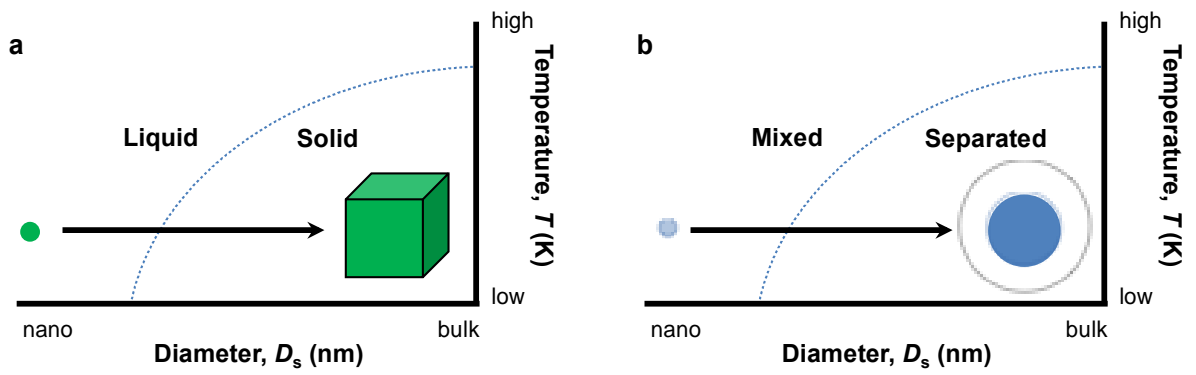 a
high
Temperature, T (K)
Liquid
Solid
low
nano
bulk
Diameter, Ds (nm)
b
high
Temperature, T (K)
Mixed
Separated
low
nano
bulk
Diameter, Ds (nm)